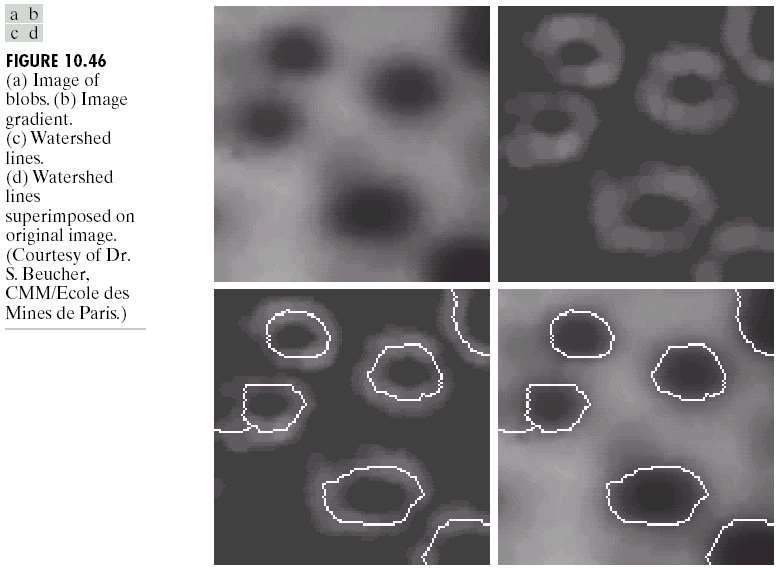 a b
c d
FIGURE 10.46
(a) Image of
blobs. (b) Image
gradient.
(c) Watershed
lines.
(d) Watershed
lines
superimposed on
original image.
(Courtesy of Dr.
S. Beucher,
CMM/Ecole des
Mines de Paris.)